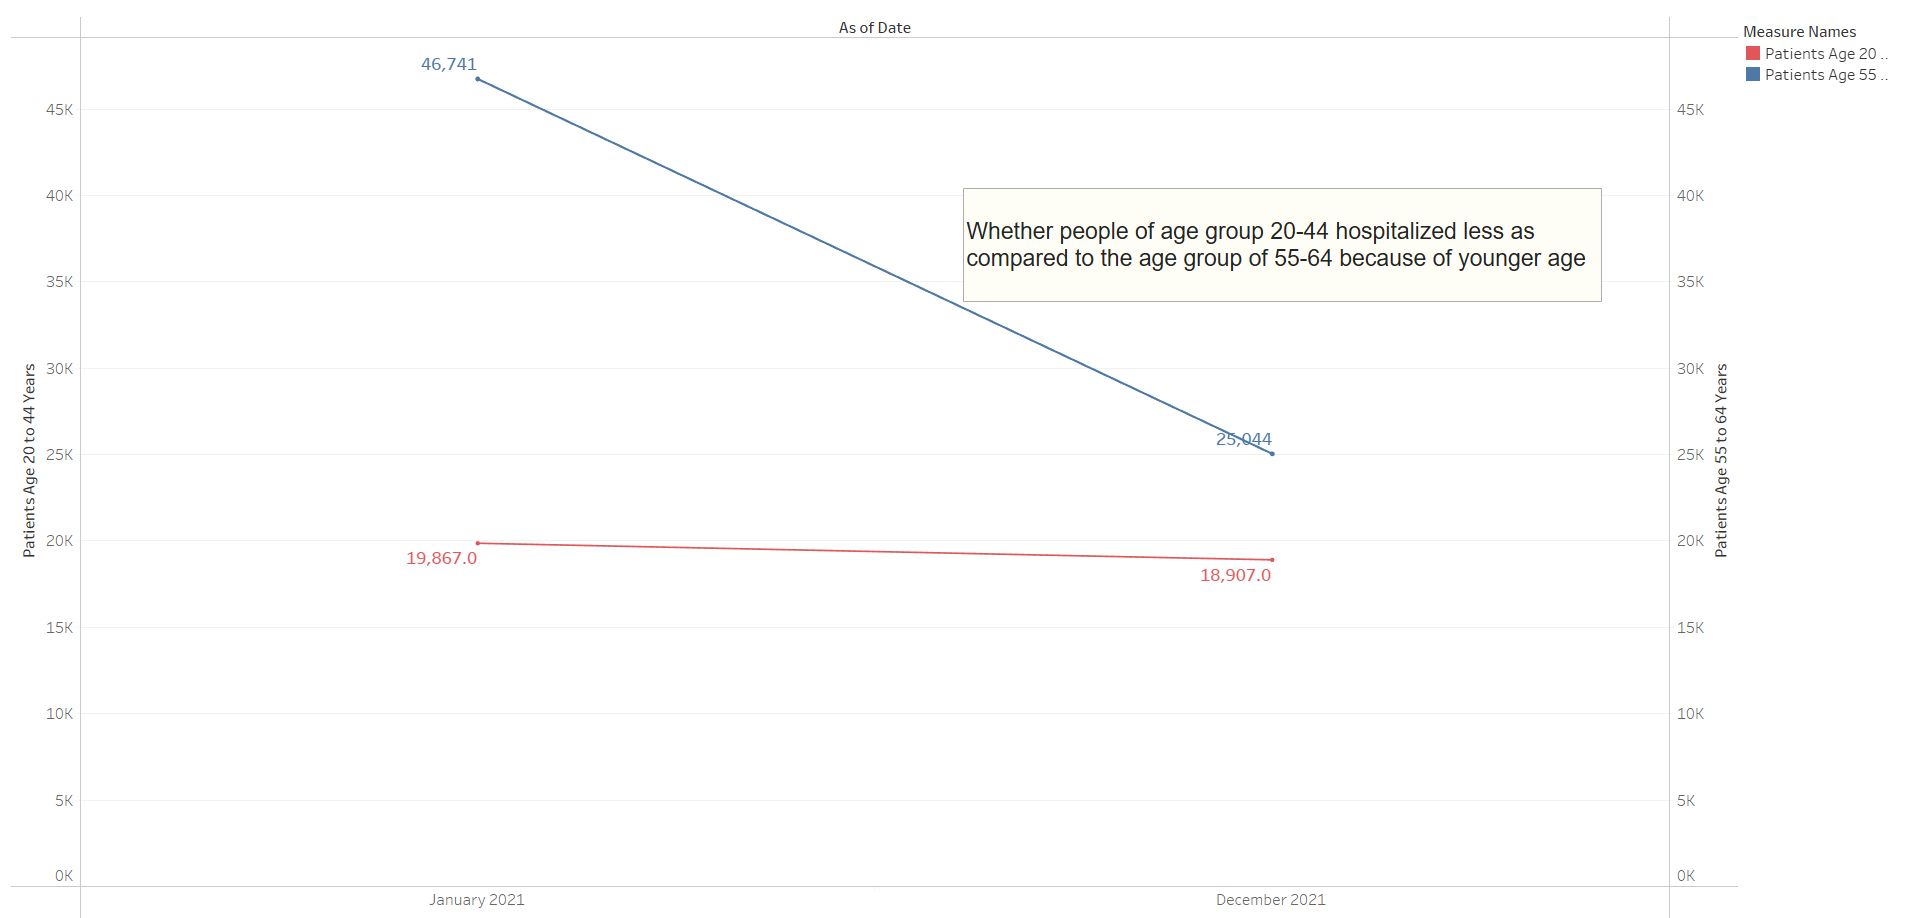 As of Date
Measure Names
Patients Age 20 ..
Patients Age 55 ..
46,741
45K
45K
40K
40K
Whether people of age group 20-44 hospitalized less as
compared to the age group of 55-64 because of younger age
35K
35K
30K
30K
Patients Age 20 to 44 Years
Patients Age 55 to 64 Years
25,044
25K
25K
20K
20K
19,867.0
18,907.0
15K
15K
10K
10K
5K
5K
0K
0K
January 2021
December 2021